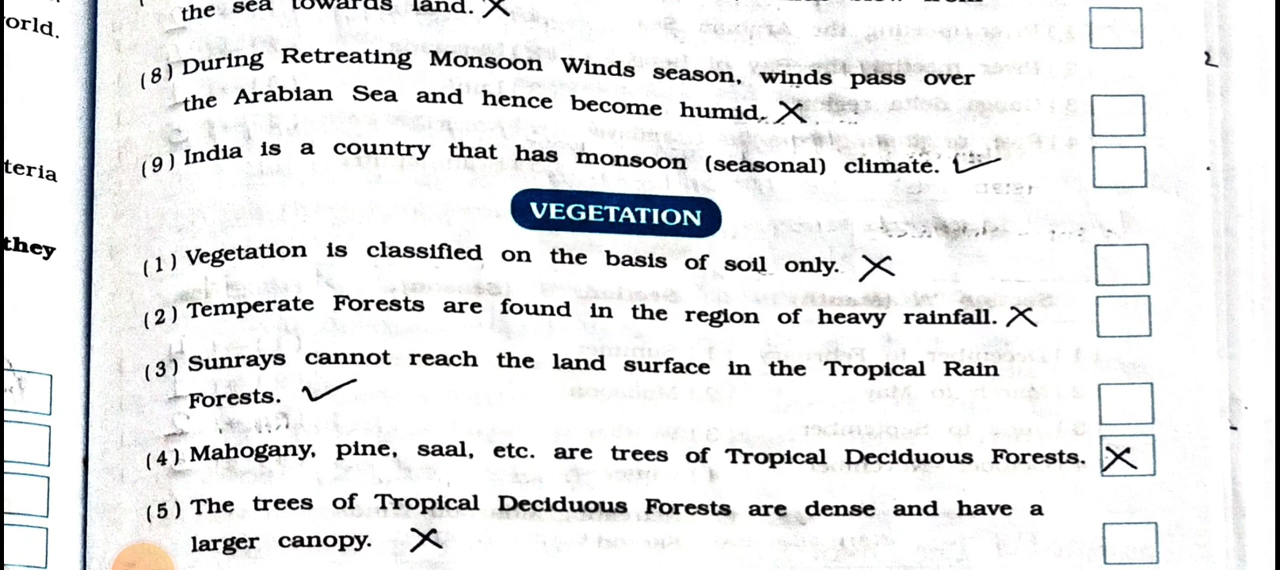 the sea towards land. ✗
orld.
(8) During Retreating Monsoon Winds season, winds pass over
the Arabian Sea and hence become humid. ✗
(9) India is a country that has monsoon (seasonal) climate. ✓
teria
VEGETATION
they
(1) Vegetation is classified on the basis of soil only. ✗
(2) Temperate Forests are found in the region of heavy rainfall. ✗
(3) Sunrays cannot reach the land surface in the Tropical Rain
Forests. ✓
(4) Mahogany, pine, saal, etc. are trees of Tropical Deciduous Forests. ✗
(5) The trees of Tropical Deciduous Forests are dense and have a
larger canopy. ✗